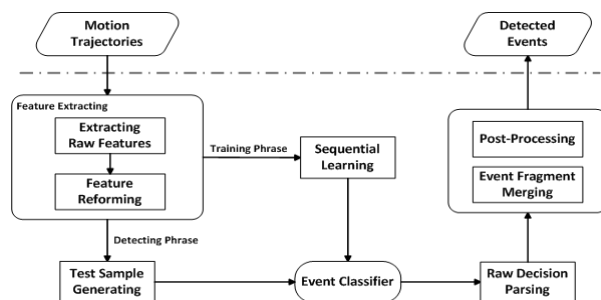 Motion
Trajectories
Detected
Events
Feature Extracting
Extracting
Raw Features
Feature
Reforming
Training Phrase
Sequential
Learning
Post-Processing
Event Fragment
Merging
Detecting Phrase
Test Sample
Generating
Event Classifier
Raw Decision
Parsing